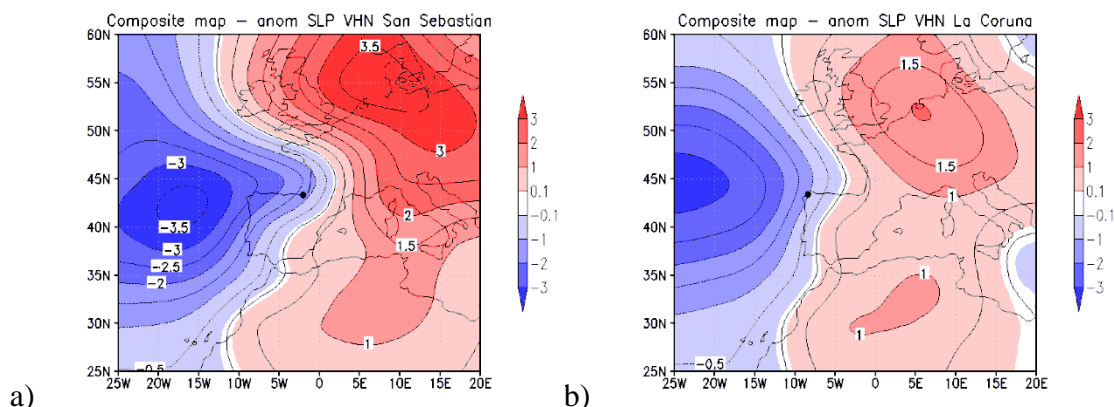 Composite map – anom SLP VHN San Sebastian
60N
55N
50N
45N
40N
35N
30N
25N
3.5
3
-3
-3.5
-3
-2.5
-2
2
1.5
1
-0.5
25W 20W 15W 10W 5W 0 5E 10E 15E 20E
3
2
1
0.1
-0.1
-1
-2
-3
a)
Composite map – anom SLP VHN La Coruna
60N
55N
50N
45N
40N
35N
30N
25N
1.5
1.5
1
1
1
-0.5
25W 20W 15W 10W 5W 0 5E 10E 15E 20E
3
2
1
0.1
-0.1
-1
-2
-3
b)